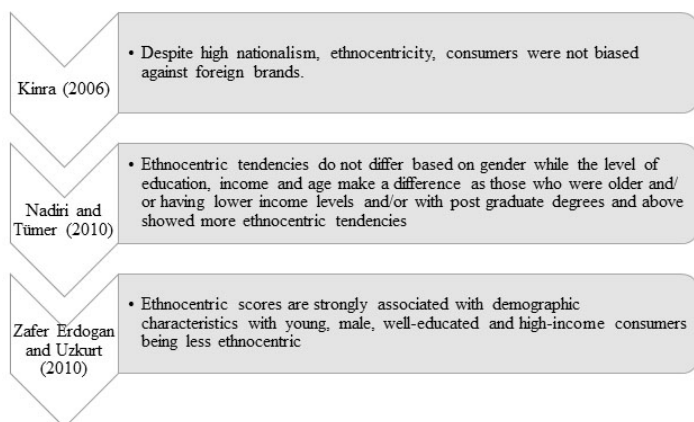 Kinra (2006)
• Despite high nationalism, ethnocentricity, consumers were not biased
against foreign brands.
Nadiri and
Tümer (2010)
• Ethnocentric tendencies do not differ based on gender while the level of
education, income and age make a difference as those who were older and/
or having lower income levels and/or with post graduate degrees and above
showed more ethnocentric tendencies
Zafer Erdogan
and Uzkurt
(2010)
• Ethnocentric scores are strongly associated with demographic
characteristics with young, male, well-educated and high-income consumers
being less ethnocentric